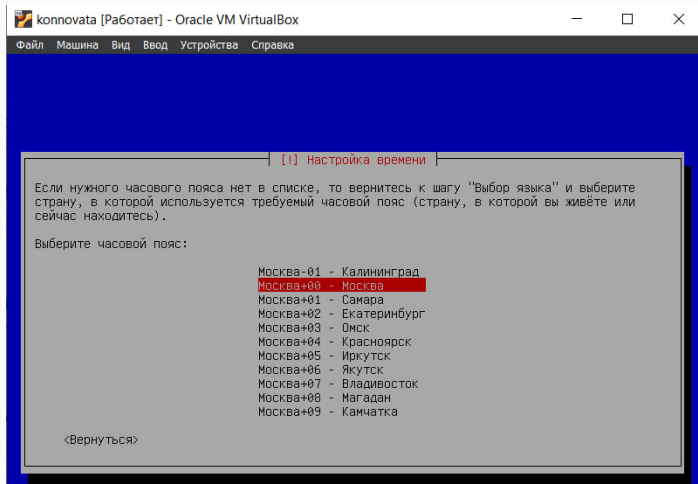 konnovata [Работает] - Oracle VM VirtualBox
Файл Машина Вид Ввод Устройства Справка
[!] Настройка времени
Если нужного часового пояса нет в списке, то вернитесь к шагу "Выбор языка" и выберите
страну, в которой используется требуемый часовой пояс (страну, в которой вы живёте или
сейчас находитесь).
Выберите часовой пояс:
Москва-01 - Калининград
Москва+00 - Москва
Москва+01 - Самара
Москва+02 - Екатеринбург
Москва+03 - Омск
Москва+04 - Красноярск
Москва+05 - Иркутск
Москва+06 - Якутск
Москва+07 - Владивосток
Москва+08 - Магадан
Москва+09 - Камчатка
<Вернуться>